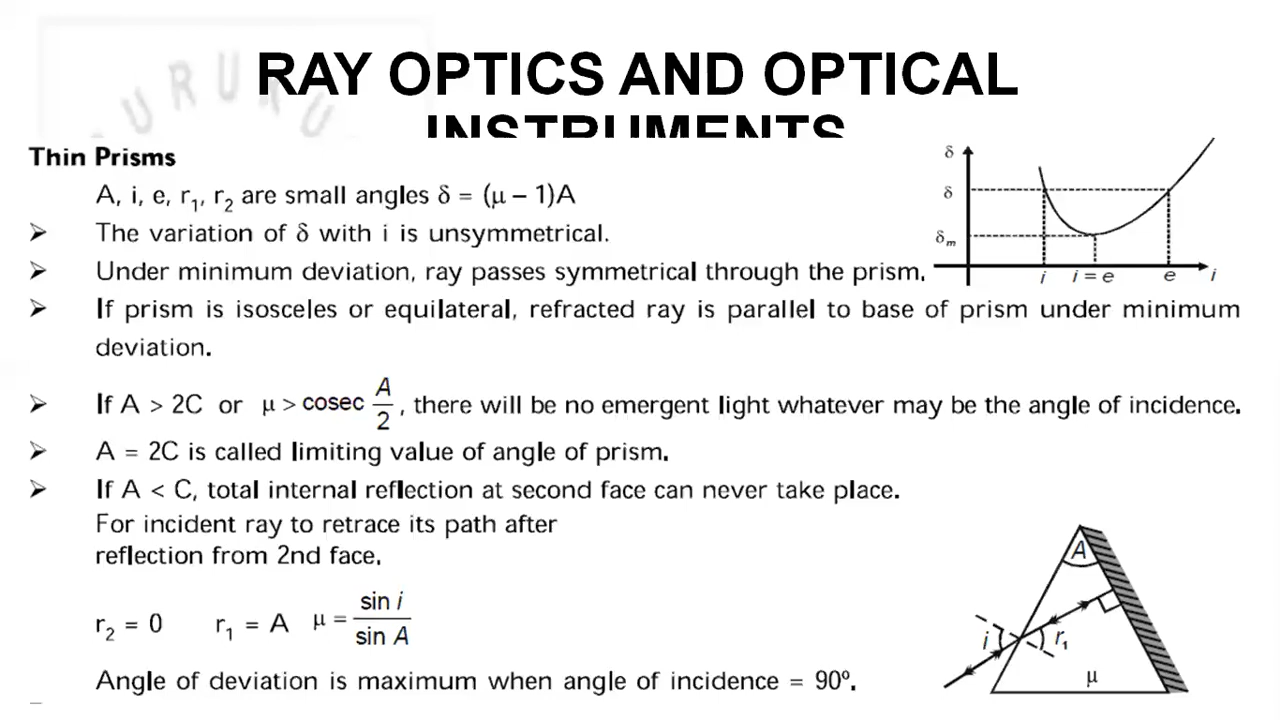 URUKU
RAY OPTICS AND OPTICAL
INSTRUMENTS
Thin Prisms
A, i, e, r₁, r₂ are small angles δ = (μ – 1)A
➢ The variation of δ with i is unsymmetrical.
➢ Under minimum deviation, ray passes symmetrical through the prism.
➢ If prism is isosceles or equilateral, refracted ray is parallel to base of prism under minimum
deviation.
➢ If A > 2C or μ > cosec A/2, there will be no emergent light whatever may be the angle of incidence.
➢ A = 2C is called limiting value of angle of prism.
➢ If A < C, total internal reflection at second face can never take place.
For incident ray to retrace its path after
reflection from 2nd face.
r₂ = 0 r₁ = A μ = sin i / sin A
Angle of deviation is maximum when angle of incidence = 90º.
δ
δ
δₘ
i i = e e i
A
i r₁
μ